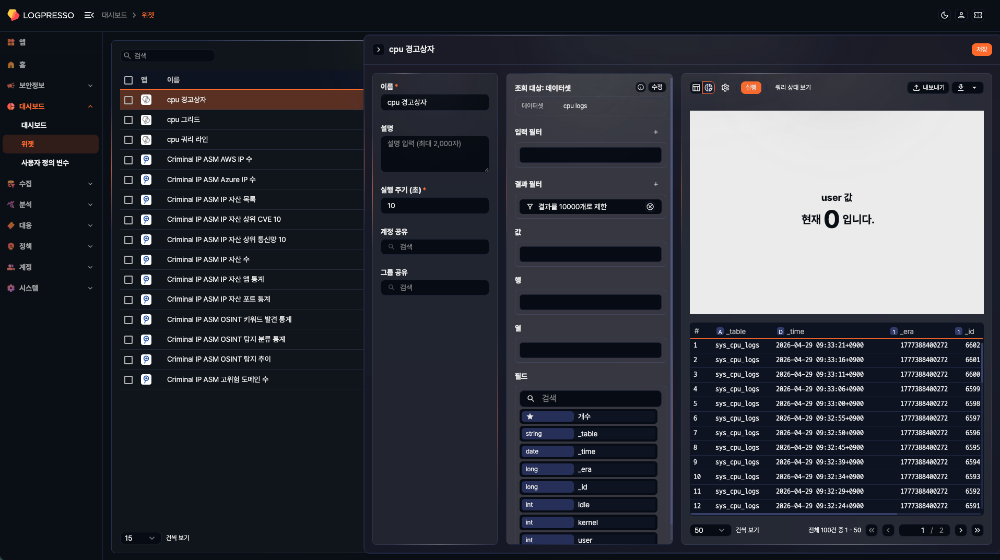 LOGPRESSO
대시보드 > 위젯
앱
홈
보안정보
대시보드
대시보드
위젯
사용자 정의 변수
수집
분석
대응
정책
계정
시스템
검색
앱 이름
cpu 경고상자
cpu 그리드
cpu 쿼리 라인
Criminal IP ASM AWS IP 수
Criminal IP ASM Azure IP 수
Criminal IP ASM IP 자산 목록
Criminal IP ASM IP 자산 상위 CVE 10
Criminal IP ASM IP 자산 상위 통신망 10
Criminal IP ASM IP 자산 수
Criminal IP ASM IP 자산 앱 통계
Criminal IP ASM IP 자산 포트 통계
Criminal IP ASM OSINT 키워드 발견 통계
Criminal IP ASM OSINT 탐지 분류 통계
Criminal IP ASM OSINT 탐지 추이
Criminal IP ASM 고위험 도메인 수
15 건씩 보기
cpu 경고상자
저장
이름*
cpu 경고상자
설명
설명 입력 (최대 2,000자)
실행 주기 (초)*
10
계정 공유
검색
그룹 공유
검색
조회 대상: 데이터셋 수정
데이터셋 cpu logs
입력 필터 +
결과 필터 +
결과를 10000개로 제한
값
행
열
필드
검색
개수
string _table
date _time
long _era
long _id
int idle
int kernel
int user
실행 쿼리 상태 보기 내보내기
user 값
현재 0 입니다.
# A _table D _time 1 _era 1 _id
1 sys_cpu_logs 2026-04-29 09:33:21+0900 1777388400272 6602
2 sys_cpu_logs 2026-04-29 09:33:16+0900 1777388400272 6601
3 sys_cpu_logs 2026-04-29 09:33:11+0900 1777388400272 6600
4 sys_cpu_logs 2026-04-29 09:33:06+0900 1777388400272 6599
5 sys_cpu_logs 2026-04-29 09:33:00+0900 1777388400272 6598
6 sys_cpu_logs 2026-04-29 09:32:55+0900 1777388400272 6597
7 sys_cpu_logs 2026-04-29 09:32:50+0900 1777388400272 6596
8 sys_cpu_logs 2026-04-29 09:32:45+0900 1777388400272 6595
9 sys_cpu_logs 2026-04-29 09:32:39+0900 1777388400272 6594
10 sys_cpu_logs 2026-04-29 09:32:34+0900 1777388400272 6593
11 sys_cpu_logs 2026-04-29 09:32:29+0900 1777388400272 6592
12 sys_cpu_logs 2026-04-29 09:32:24+0900 1777388400272 6591
50 건씩 보기 전체 100건 중 1 - 50 1 / 2